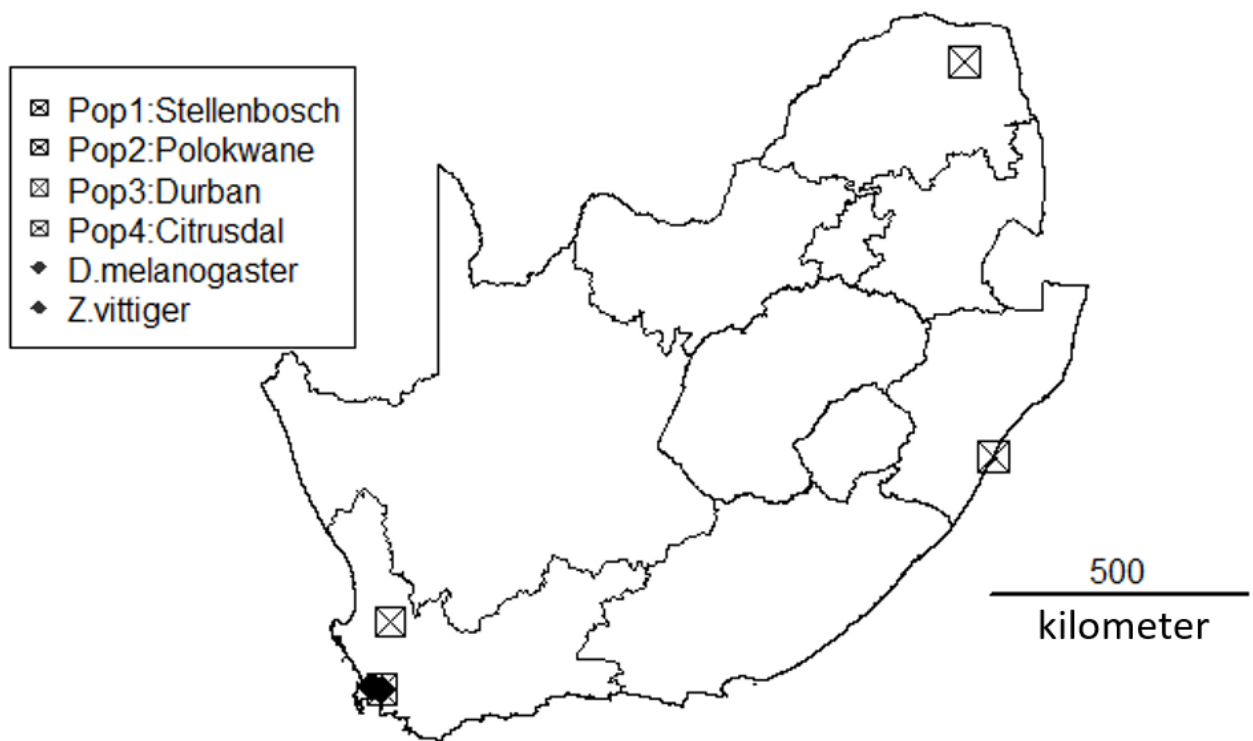 Pop1:Stellenbosch
Pop2:Polokwane
Pop3:Durban
Pop4:Citrusdal
D.melanogaster
Z.vittiger
500
kilometer